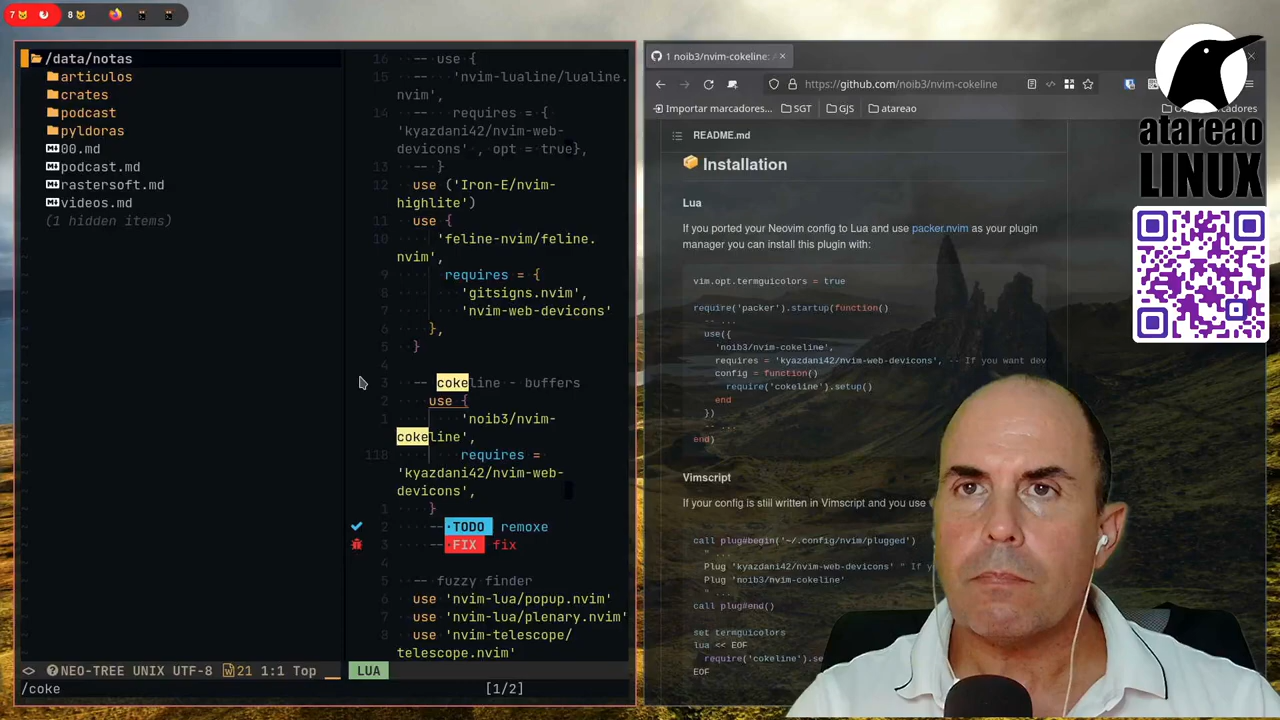 7 8
/data/notas
articulos
crates
podcast
pyldoras
00.md
podcast.md
rastersoft.md
videos.md
(1 hidden items)
16 -- use {
15 -- 'nvim-lualine/lualine.
nvim',
14 -- requires = {
'kyazdani42/nvim-web-
devicons' , opt = true},
13 -- }
12 use ('Iron-E/nvim-
highlite')
11 use {
10 'feline-nvim/feline.
nvim',
9 requires = {
8 'gitsigns.nvim',
7 'nvim-web-devicons'
6 },
5 }
4
3 -- cokeline - buffers
2 use {
1 'noib3/nvim-
cokeline',
118 requires =
'kyazdani42/nvim-web-
devicons',
1 }
2 -- TODO remoxe
3 -- FIX fix
4
5 -- fuzzy finder
6 use 'nvim-lua/popup.nvim'
7 use 'nvim-lua/plenary.nvim'
8 use 'nvim-telescope/
telescope.nvim'
NEO-TREE UNIX UTF-8 21 1:1 Top
LUA
/coke [1/2]
1 noib3/nvim-cokeline:
https://github.com/noib3/nvim-cokeline
Importar marcadores... SGT GJS atareao
README.md
Installation
Lua
If you ported your Neovim config to Lua and use packer.nvim as your plugin
manager you can install this plugin with:
vim.opt.termguicolors = true
require('packer').startup(function()
-- ...
use({
'noib3/nvim-cokeline',
requires = 'kyazdani42/nvim-web-devicons', -- If you want dev
config = function()
require('cokeline').setup()
end
})
-- ...
end)
Vimscript
If your config is still written in Vimscript and you use
call plug#begin('~/.config/nvim/plugged')
" ...
Plug 'kyazdani42/nvim-web-devicons' " If y
Plug 'noib3/nvim-cokeline'
" ...
call plug#end()
set termguicolors
lua << EOF
require('cokeline').se
EOF
atareao
LINUX